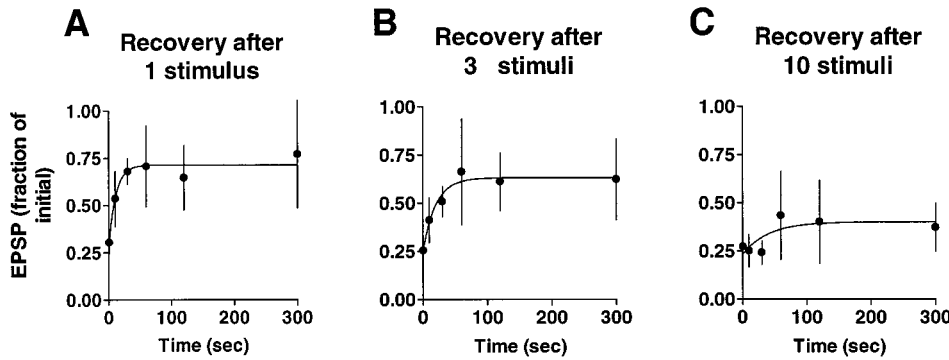 A
Recovery after
1 stimulus
EPSP (fraction of
initial)
1.00
0.75
0.50
0.25
0.00
0
100
200
300
Time (sec)
B
Recovery after
3 stimuli
1.00
0.75
0.50
0.25
0.00
0
100
200
300
Time (sec)
C
Recovery after
10 stimuli
1.00
0.75
0.50
0.25
0.00
0
100
200
300
Time (sec)